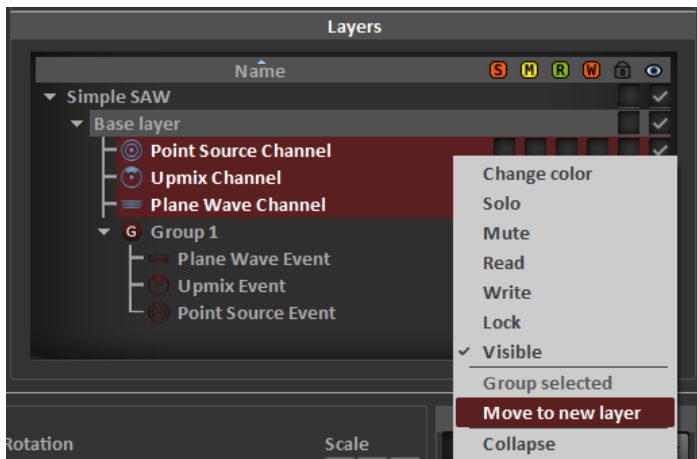 Layers
Name S M R W
Simple SAW
Base layer
Point Source Channel
Upmix Channel
Plane Wave Channel
G Group 1
Plane Wave Event
Upmix Event
Point Source Event
Change color
Solo
Mute
Read
Write
Lock
Visible
Group selected
Move to new layer
Collapse
Rotation Scale